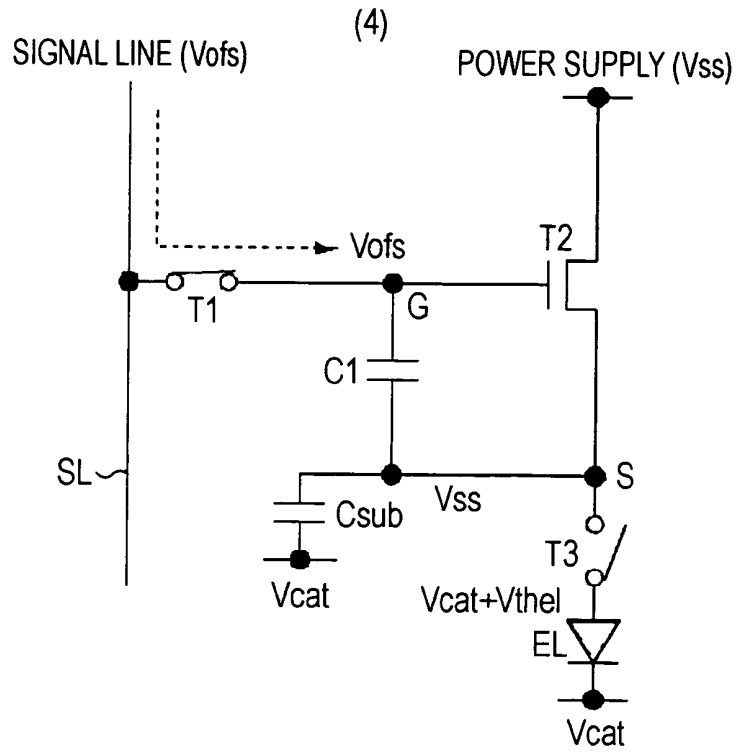 (4)
SIGNAL LINE (Vofs)
POWER SUPPLY (Vss)
Vofs
T2
T1
G
C1
SL
Vss
S
Csub
T3
Vcat
Vcat+Vthel
EL
Vcat